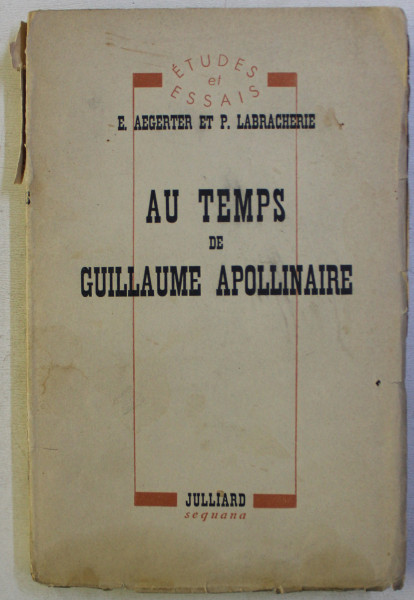 ÉTUDES
et
ESSAIS
E. AEGERTER ET P. LABRACHERIE
AU TEMPS
DE
GUILLAUME APOLLINAIRE
JULLIARD
sequana